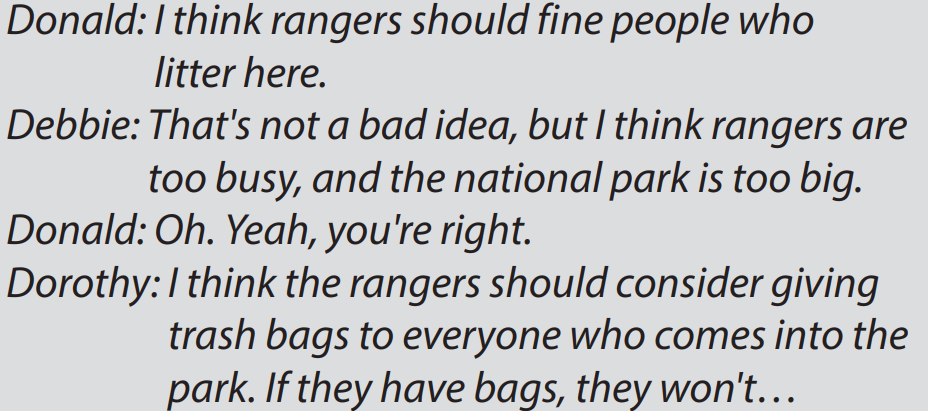 Donald: I think rangers should fine people who
litter here.
Debbie: That's not a bad idea, but I think rangers are
too busy, and the national park is too big.
Donald: Oh. Yeah, you're right.
Dorothy: I think the rangers should consider giving
trash bags to everyone who comes into the
park. If they have bags, they won't…